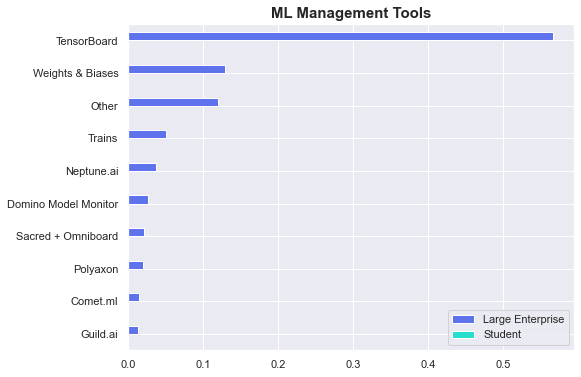 ML Management Tools
TensorBoard
Weights & Biases
Other
Trains
Neptune.ai
Domino Model Monitor
Sacred + Omniboard
Polyaxon
Comet.ml
Guild.ai
Large Enterprise
Student
0.0 0.1 0.2 0.3 0.4 0.5